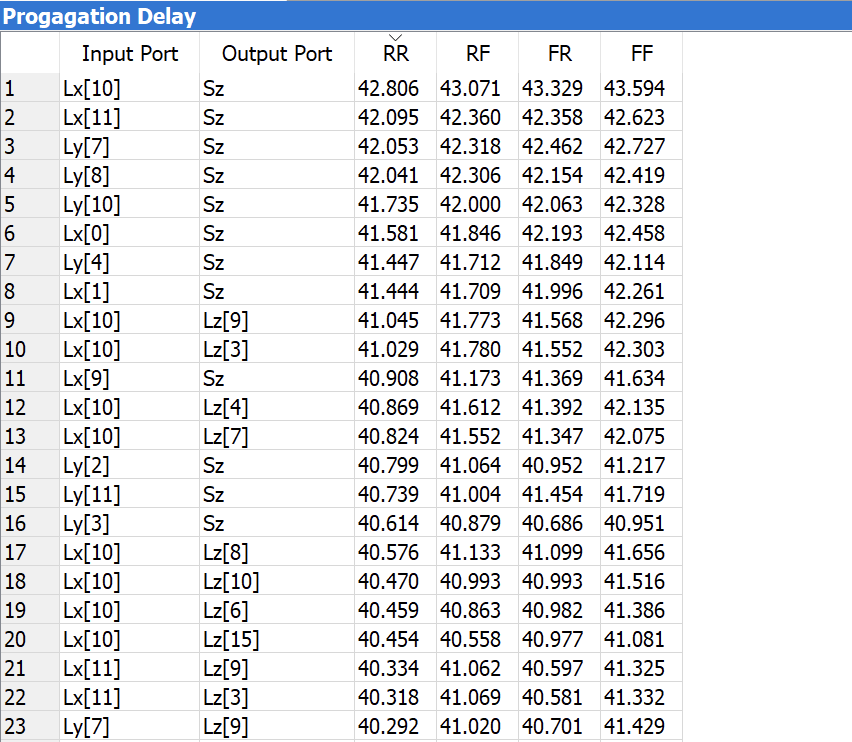 Progagation Delay
Input Port Output Port RR RF FR FF
1 Lx[10] Sz 42.806 43.071 43.329 43.594
2 Lx[11] Sz 42.095 42.360 42.358 42.623
3 Ly[7] Sz 42.053 42.318 42.462 42.727
4 Ly[8] Sz 42.041 42.306 42.154 42.419
5 Ly[10] Sz 41.735 42.000 42.063 42.328
6 Lx[0] Sz 41.581 41.846 42.193 42.458
7 Ly[4] Sz 41.447 41.712 41.849 42.114
8 Lx[1] Sz 41.444 41.709 41.996 42.261
9 Lx[10] Lz[9] 41.045 41.773 41.568 42.296
10 Lx[10] Lz[3] 41.029 41.780 41.552 42.303
11 Lx[9] Sz 40.908 41.173 41.369 41.634
12 Lx[10] Lz[4] 40.869 41.612 41.392 42.135
13 Lx[10] Lz[7] 40.824 41.552 41.347 42.075
14 Ly[2] Sz 40.799 41.064 40.952 41.217
15 Ly[11] Sz 40.739 41.004 41.454 41.719
16 Ly[3] Sz 40.614 40.879 40.686 40.951
17 Lx[10] Lz[8] 40.576 41.133 41.099 41.656
18 Lx[10] Lz[10] 40.470 40.993 40.993 41.516
19 Lx[10] Lz[6] 40.459 40.863 40.982 41.386
20 Lx[10] Lz[15] 40.454 40.558 40.977 41.081
21 Lx[11] Lz[9] 40.334 41.062 40.597 41.325
22 Lx[11] Lz[3] 40.318 41.069 40.581 41.332
23 Ly[7] Lz[9] 40.292 41.020 40.701 41.429